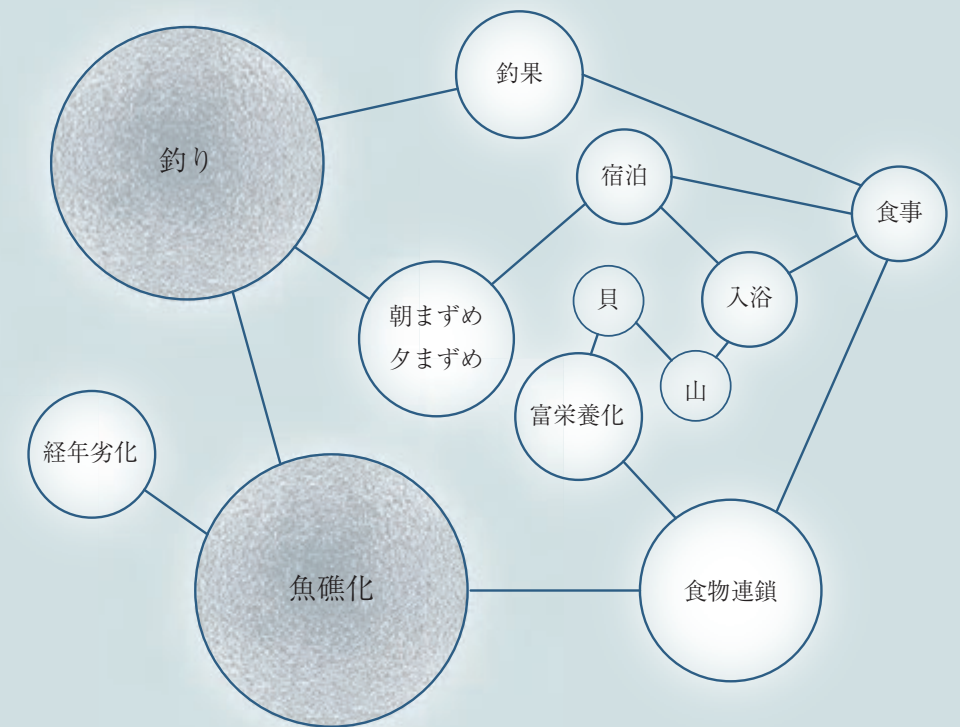 釣果
釣り
宿泊
食事
貝
入浴
朝まずめ
夕まずめ
山
富栄養化
経年劣化
魚礁化
食物連鎖